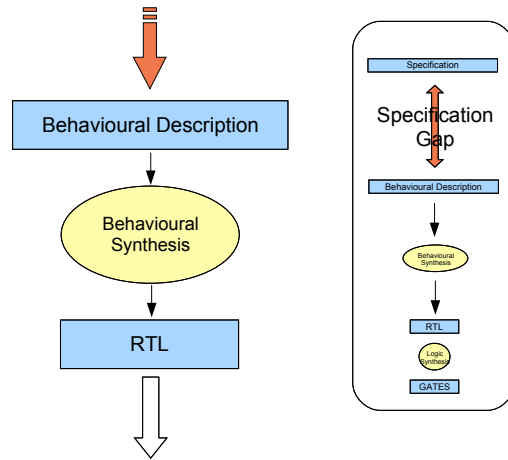 Behavioural Description
Behavioural
Synthesis
RTL
Specification
Specification
Gap
Behavioural Description
Behavioural
Synthesis
RTL
Logic
Synthesis
GATES